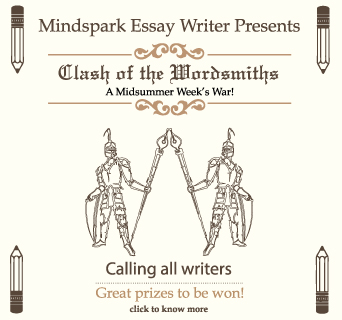 Mindspark Essay Writer Presents
Clash of the Wordsmiths
A Midsummer Week's War!
Calling all writers
Great prizes to be won!
click to know more